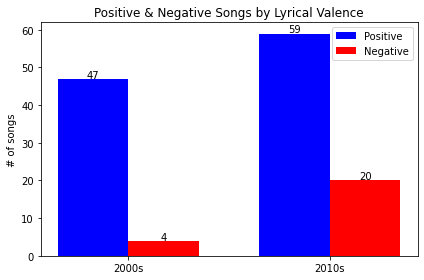 Positive & Negative Songs by Lyrical Valence
Positive
Negative
# of songs
60
50
40
30
20
10
0
47
4
59
20
2000s
2010s